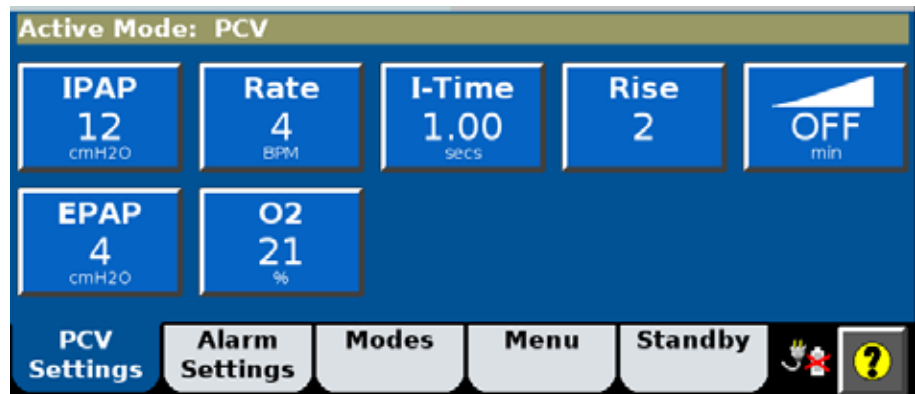 Active Mode: PCV
IPAP
12
cmH2O
Rate
4
BPM
I-Time
1.00
secs
Rise
2
OFF
min
EPAP
4
cmH2O
O2
21
%
PCV
Settings
Alarm
Settings
Modes
Menu
Standby
?